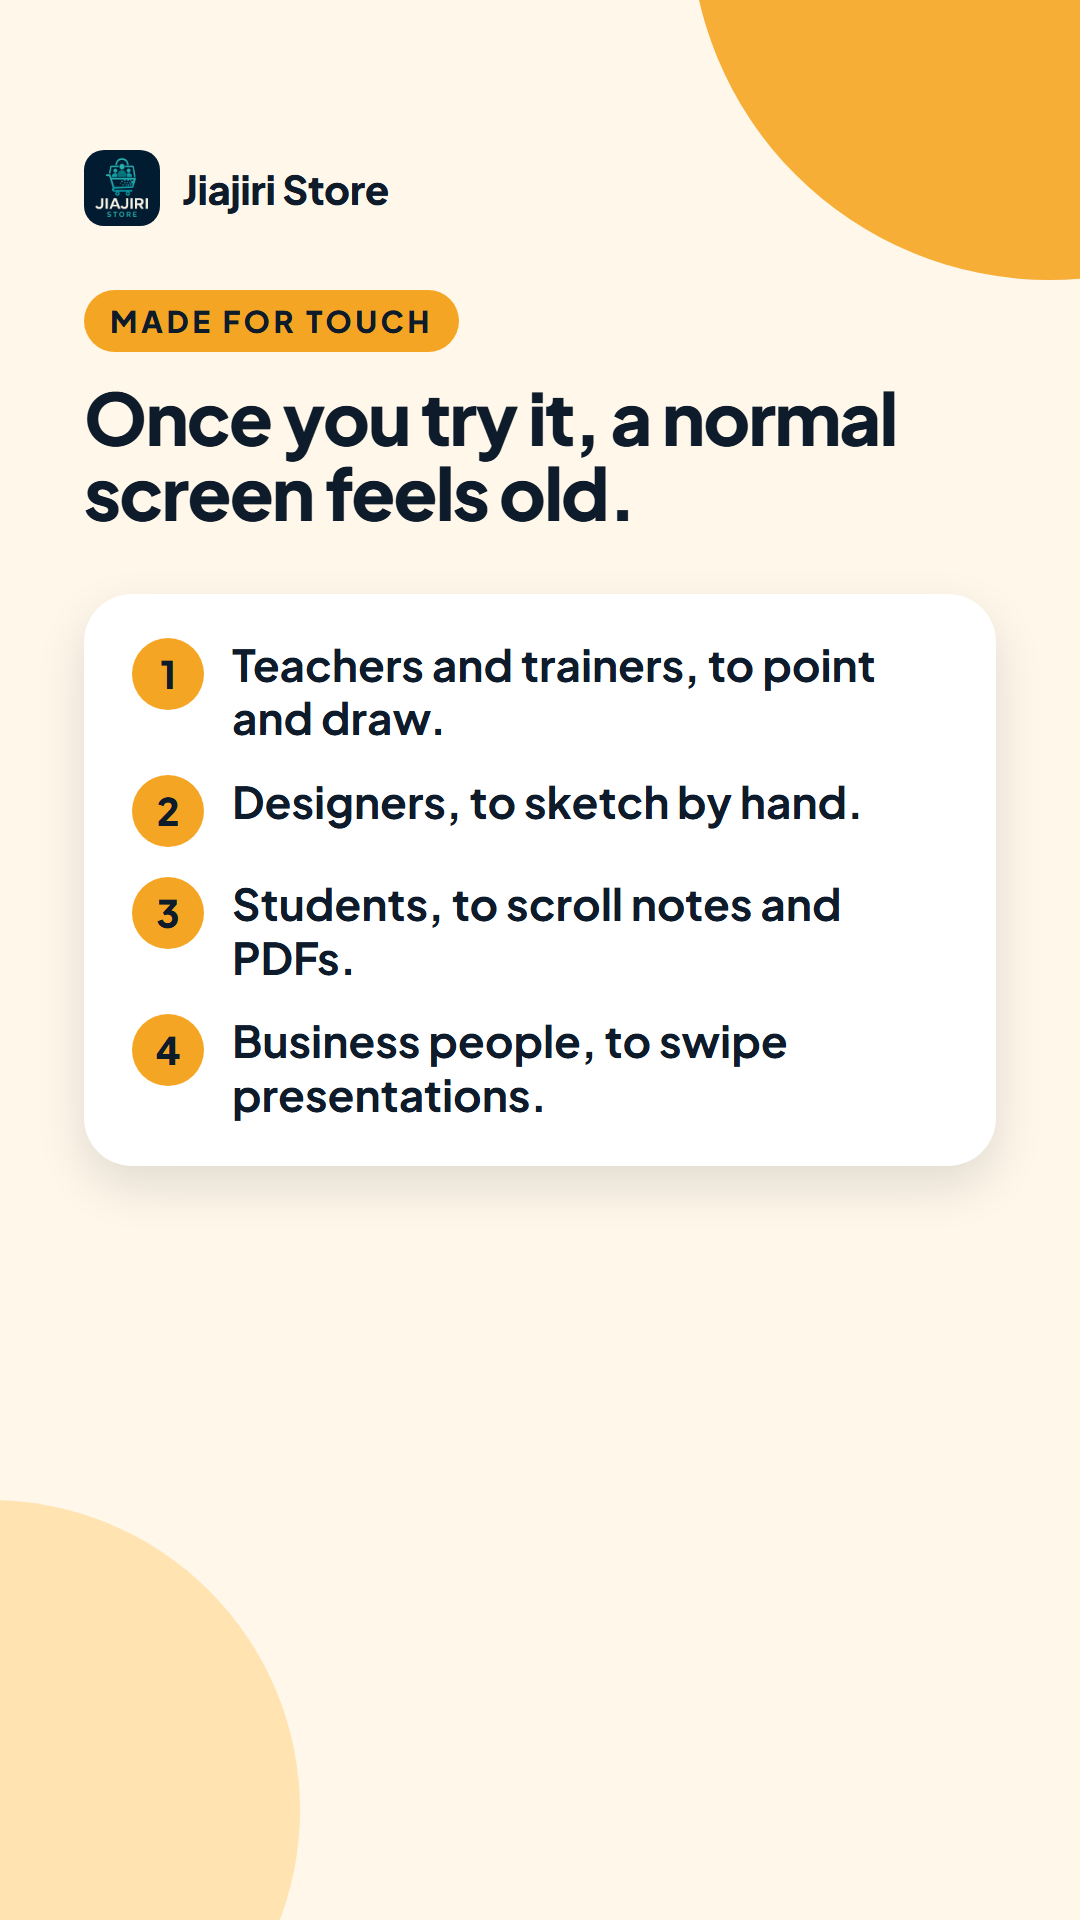 JIAJIRI
STORE
Jiajiri Store
MADE FOR TOUCH
Once you try it, a normal
screen feels old.
1 Teachers and trainers, to point
and draw.
2 Designers, to sketch by hand.
3 Students, to scroll notes and
PDFs.
4 Business people, to swipe
presentations.